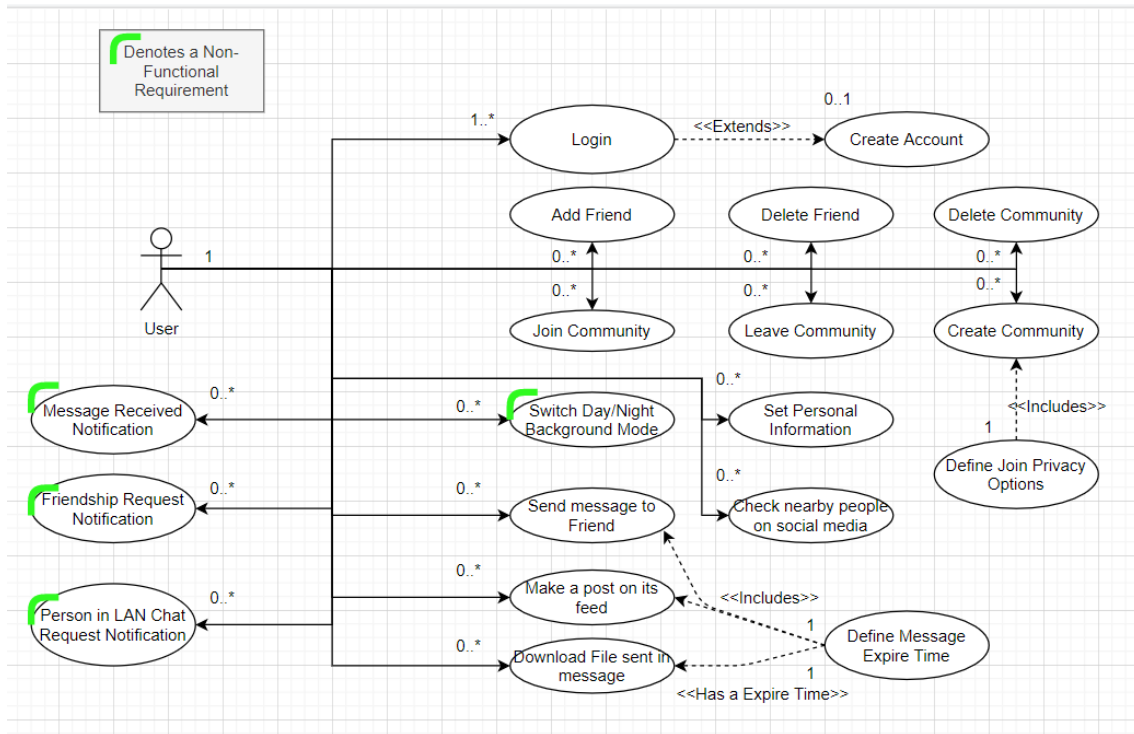 Denotes a Non-
Functional
Requirement
0..1
1..*
Login
<<Extends>>
Create Account
Add Friend
Delete Friend
Delete Community
1
0..*
0..*
0..*
0..*
0..*
0..*
User
Join Community
Leave Community
Create Community
0..*
0..*
0..*
Message Received
Notification
Switch Day/Night
Background Mode
Set Personal
Information
<<Includes>>
1
Define Join Privacy
Options
0..*
0..*
0..*
Friendship Request
Notification
Send message to
Friend
Check nearby people
on social media
0..*
0..*
Make a post on its
feed
<<Includes>>
Person in LAN Chat
Request Notification
1
Define Message
Expire Time
0..*
Download File sent in
message
1
<<Has a Expire Time>>